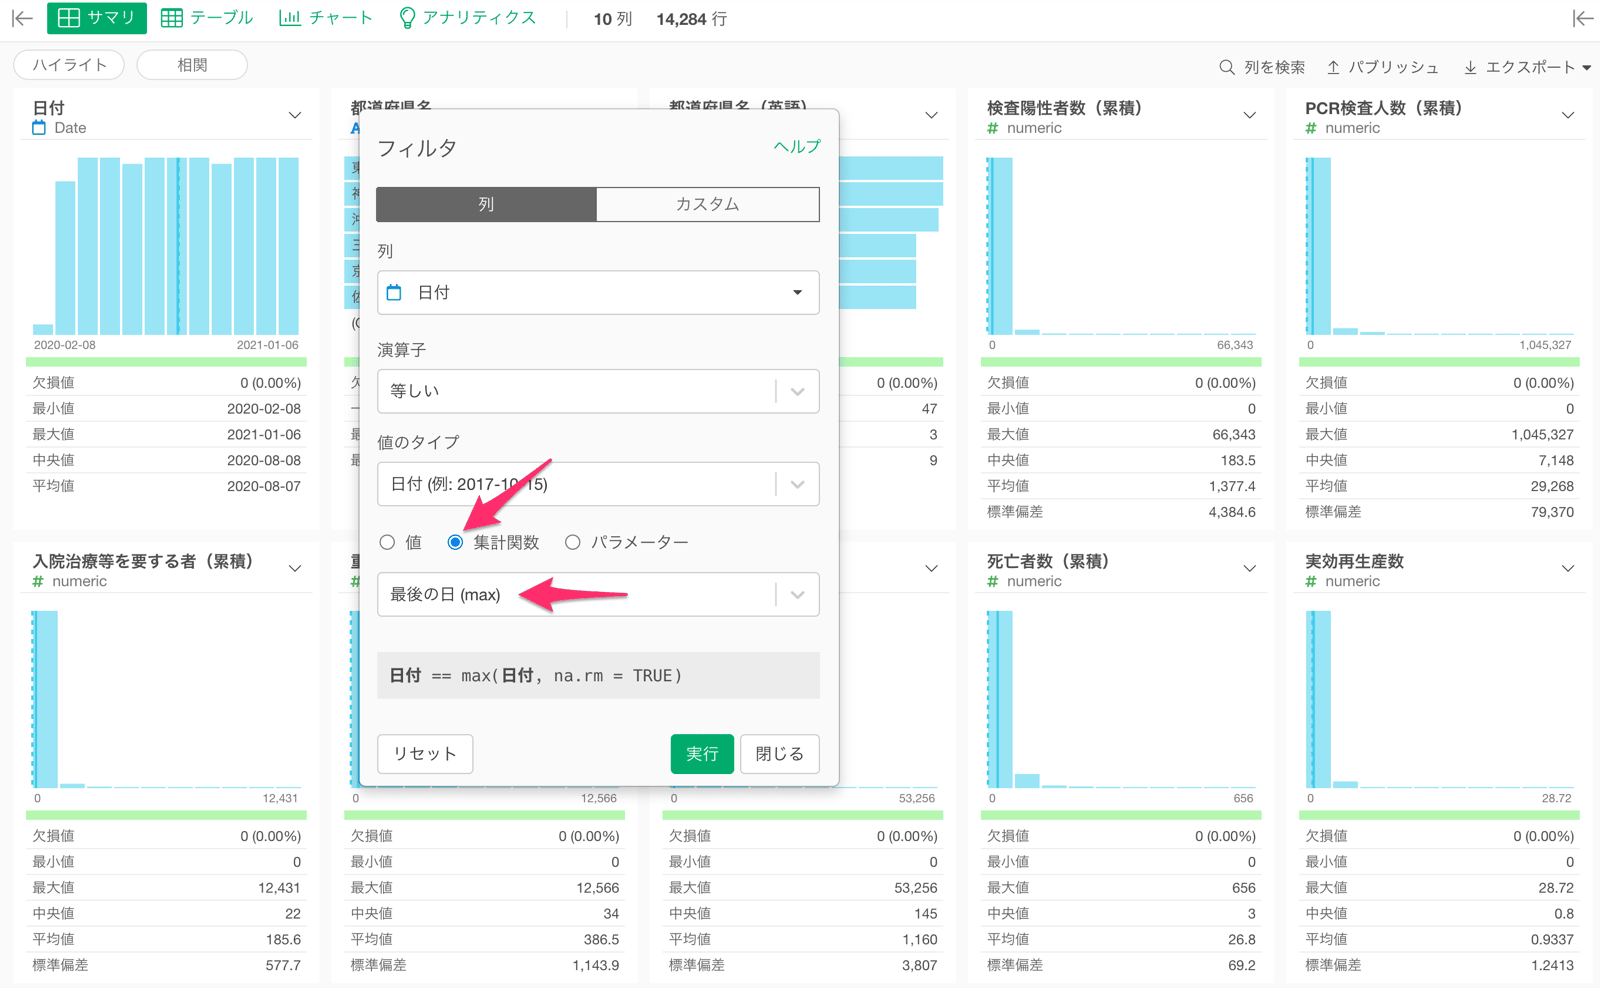 サマリ テーブル チャート アナリティクス 10 列 14,284 行
ハイライト 相関 列を検索 パブリッシュ エクスポート
日付
Date
2020-02-08 2021-01-06
欠損値 0 (0.00%)
最小値 2020-02-08
最大値 2021-01-06
中央値 2020-08-08
平均値 2020-08-07
都道府県名
都道府県名（英語）
0 (0.00%)
47
3
9
検査陽性者数（累積）
# numeric
0 66,343
欠損値 0 (0.00%)
最小値 0
最大値 66,343
中央値 183.5
平均値 1,377.4
標準偏差 4,384.6
PCR検査人数（累積）
# numeric
0 1,045,327
欠損値 0 (0.00%)
最小値 0
最大値 1,045,327
中央値 7,148
平均値 29,268
標準偏差 79,370
フィルタ ヘルプ
列 カスタム
列
日付
演算子
等しい
値のタイプ
日付 (例: 2017-10-15)
値 集計関数 パラメーター
最後の日 (max)
日付 == max(日付, na.rm = TRUE)
リセット 実行 閉じる
入院治療等を要する者（累積）
# numeric
0 12,431
欠損値 0 (0.00%)
最小値 0
最大値 12,431
中央値 22
平均値 185.6
標準偏差 577.7
0 12,566
欠損値 0 (0.00%)
最小値 0
最大値 12,566
中央値 34
平均値 386.5
標準偏差 1,143.9
0 53,256
欠損値 0 (0.00%)
最小値 0
最大値 53,256
中央値 145
平均値 1,160
標準偏差 3,807
死亡者数（累積）
# numeric
0 656
欠損値 0 (0.00%)
最小値 0
最大値 656
中央値 3
平均値 26.8
標準偏差 69.2
実効再生産数
# numeric
0 28.72
欠損値 0 (0.00%)
最小値 0
最大値 28.72
中央値 0.8
平均値 0.9337
標準偏差 1.2413